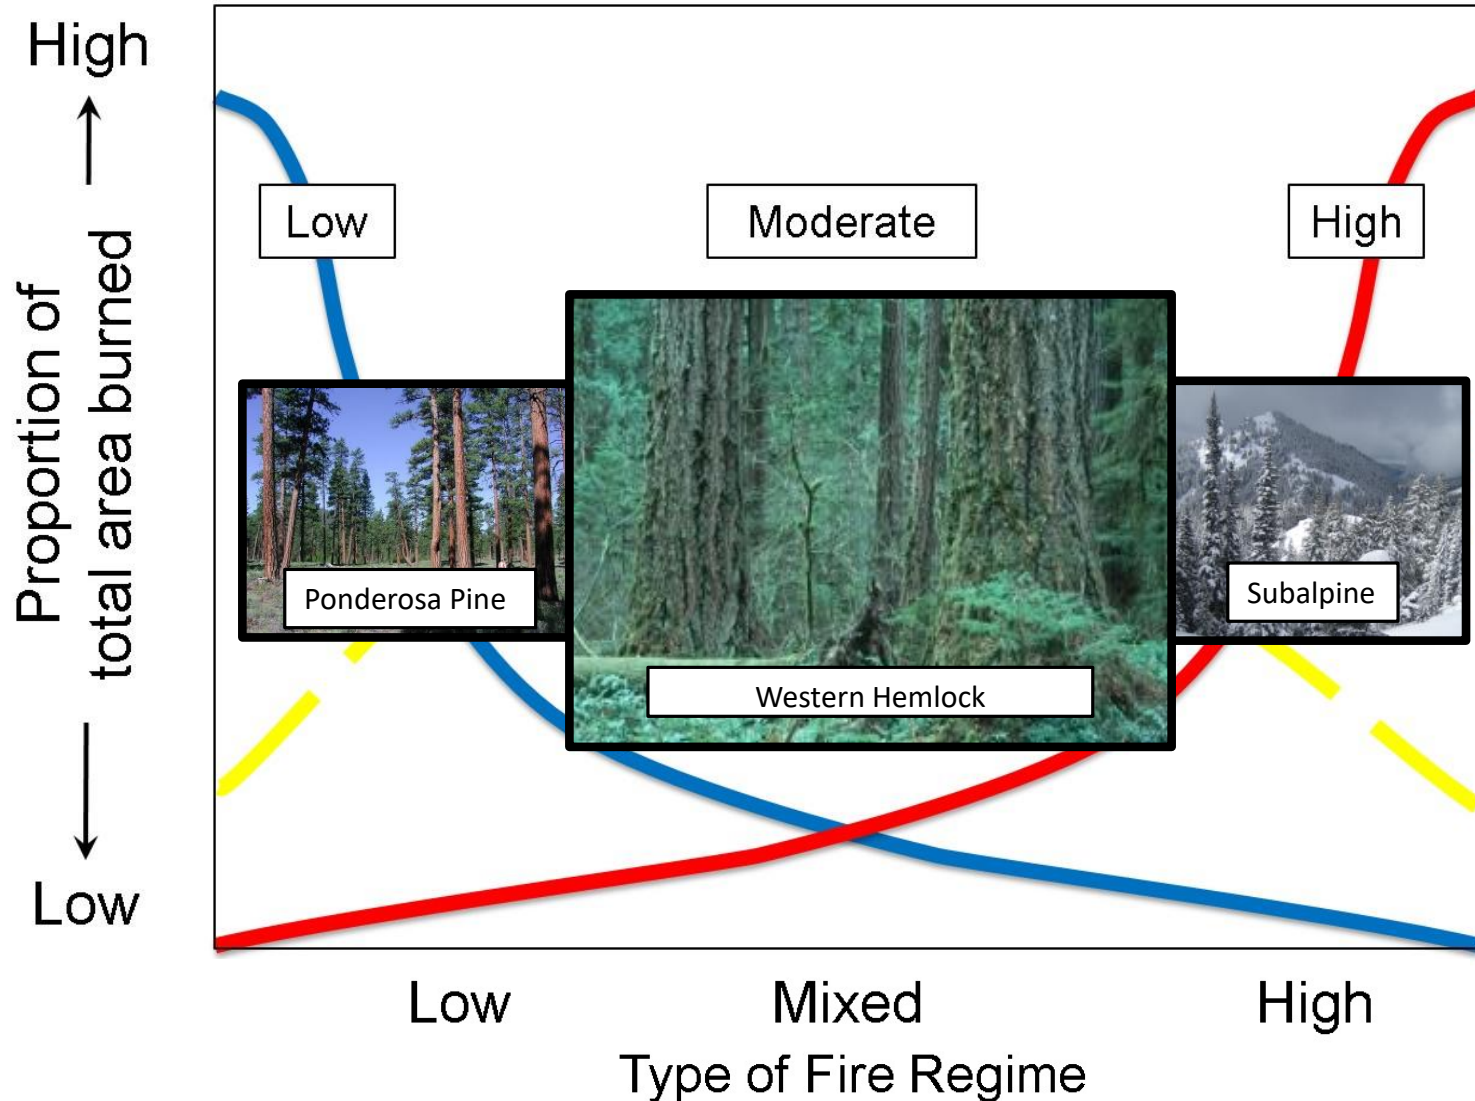 High
Proportion of
total area burned
Low
Low
Moderate
High
Ponderosa Pine
Western Hemlock
Subalpine
Low
Mixed
High
Type of Fire Regime